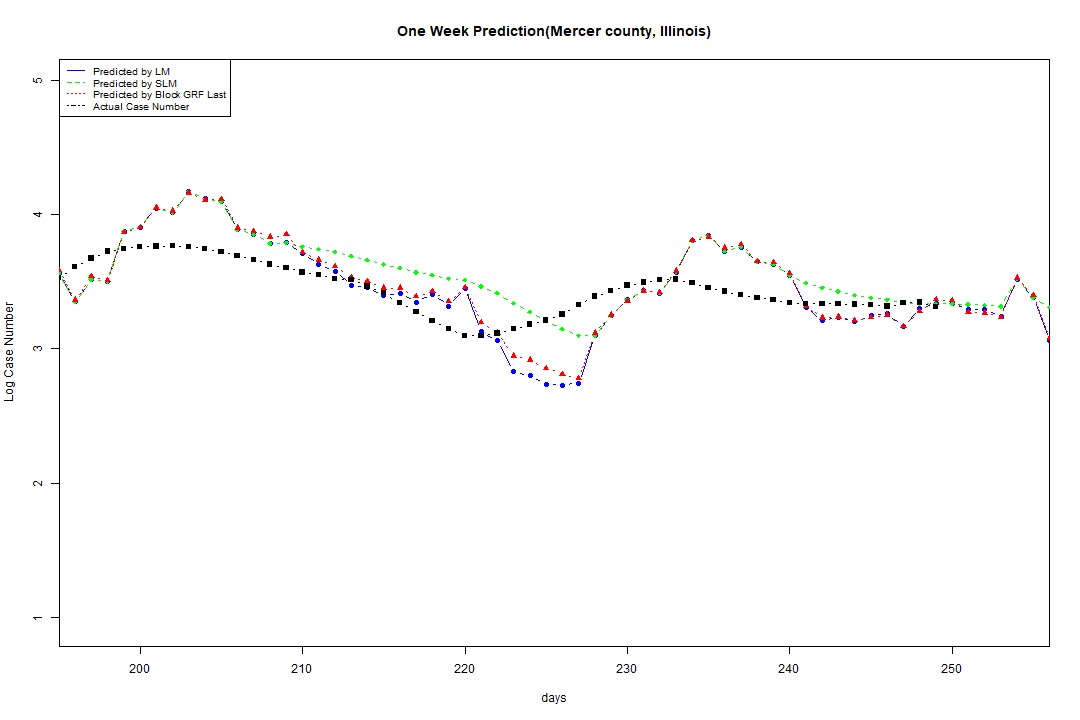 One Week Prediction(Mercer county, Illinois)
Predicted by LM
Predicted by SLM
Predicted by Block GRF Last
Actual Case Number
5
4
3
2
1
Log Case Number
200 210 220 230 240 250
days